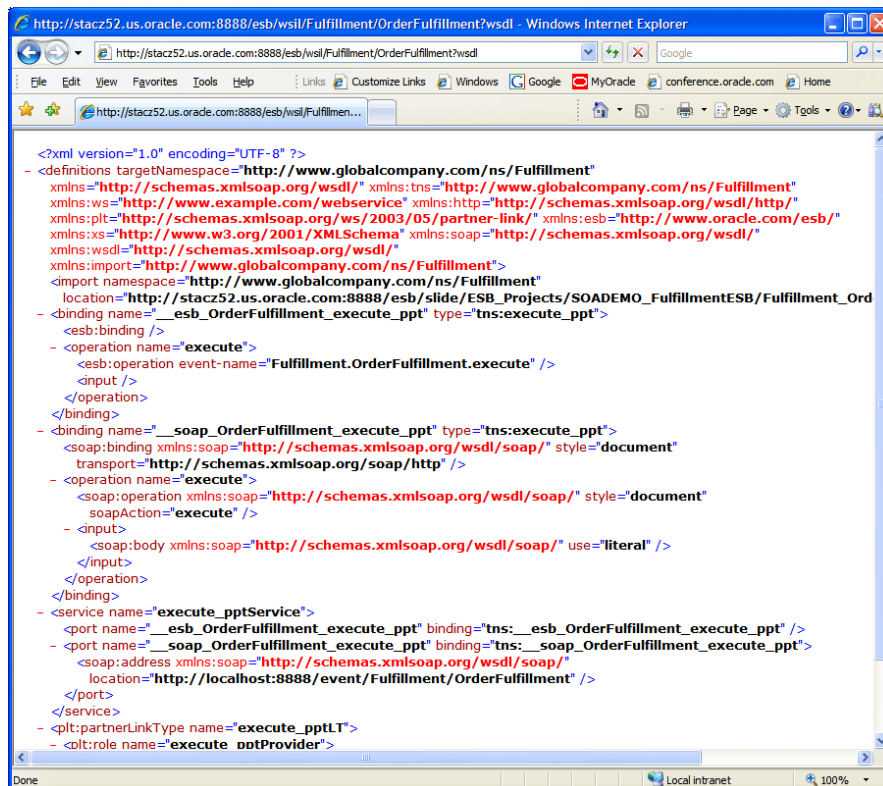 http://stacz52.us.oracle.com:8888/esb/wsil/Fulfillment/OrderFulfillment?wsdl - Windows Internet Explorer
http://stacz52.us.oracle.com:8888/esb/wsil/Fulfillment/OrderFulfillment?wsdl Google
File Edit View Favorites Tools Help Links Customize Links Windows Google MyOracle conference.oracle.com Home
http://stacz52.us.oracle.com:8888/esb/wsil/Fulfillmen... Page Tools
<?xml version="1.0" encoding="UTF-8" ?>
- <definitions targetNamespace="http://www.globalcompany.com/ns/Fulfillment"
xmlns="http://schemas.xmlsoap.org/wsdl/" xmlns:tns="http://www.globalcompany.com/ns/Fulfillment"
xmlns:ws="http://www.example.com/webservice" xmlns:http="http://schemas.xmlsoap.org/wsdl/http/"
xmlns:plt="http://schemas.xmlsoap.org/ws/2003/05/partner-link/" xmlns:esb="http://www.oracle.com/esb/"
xmlns:xs="http://www.w3.org/2001/XMLSchema" xmlns:soap="http://schemas.xmlsoap.org/wsdl/"
xmlns:wsdl="http://schemas.xmlsoap.org/wsdl/"
xmlns:import="http://www.globalcompany.com/ns/Fulfillment">
<import namespace="http://www.globalcompany.com/ns/Fulfillment"
location="http://stacz52.us.oracle.com:8888/esb/slide/ESB_Projects/SOADEMO_FulfillmentESB/Fulfillment_Ord
- <binding name="__esb_OrderFulfillment_execute_ppt" type="tns:execute_ppt">
<esb:binding />
- <operation name="execute">
<esb:operation event-name="Fulfillment.OrderFulfillment.execute" />
<input />
</operation>
</binding>
- <binding name="__soap_OrderFulfillment_execute_ppt" type="tns:execute_ppt">
<soap:binding xmlns:soap="http://schemas.xmlsoap.org/wsdl/soap/" style="document"
transport="http://schemas.xmlsoap.org/soap/http" />
- <operation name="execute">
<soap:operation xmlns:soap="http://schemas.xmlsoap.org/wsdl/soap/" style="document"
soapAction="execute" />
- <input>
<soap:body xmlns:soap="http://schemas.xmlsoap.org/wsdl/soap/" use="literal" />
</input>
</operation>
</binding>
- <service name="execute_pptService">
<port name="__esb_OrderFulfillment_execute_ppt" binding="tns:__esb_OrderFulfillment_execute_ppt" />
- <port name="__soap_OrderFulfillment_execute_ppt" binding="tns:__soap_OrderFulfillment_execute_ppt">
<soap:address xmlns:soap="http://schemas.xmlsoap.org/wsdl/soap/"
location="http://localhost:8888/event/Fulfillment/OrderFulfillment" />
</port>
</service>
- <plt:partnerLinkType name="execute_pptLT">
- <plt:role name="execute_pptProvider">
Done Local intranet 100%